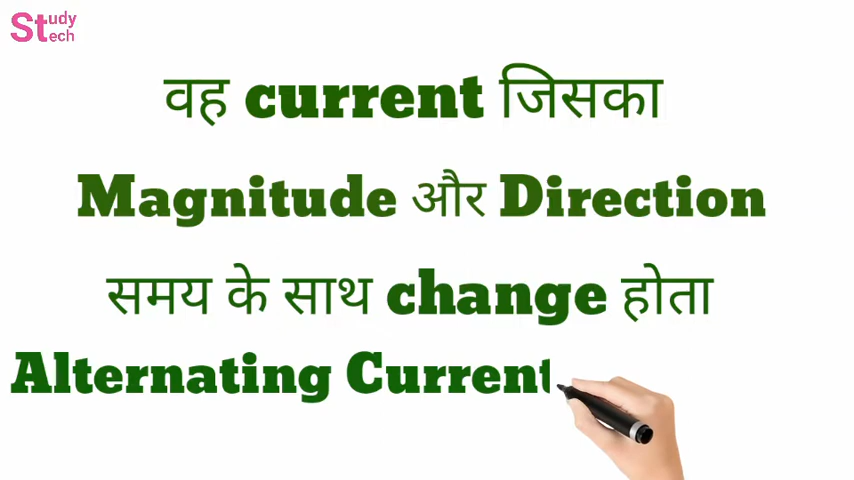 Study
Tech
वह current जिसका
Magnitude और Direction
समय के साथ change होता
Alternating Current